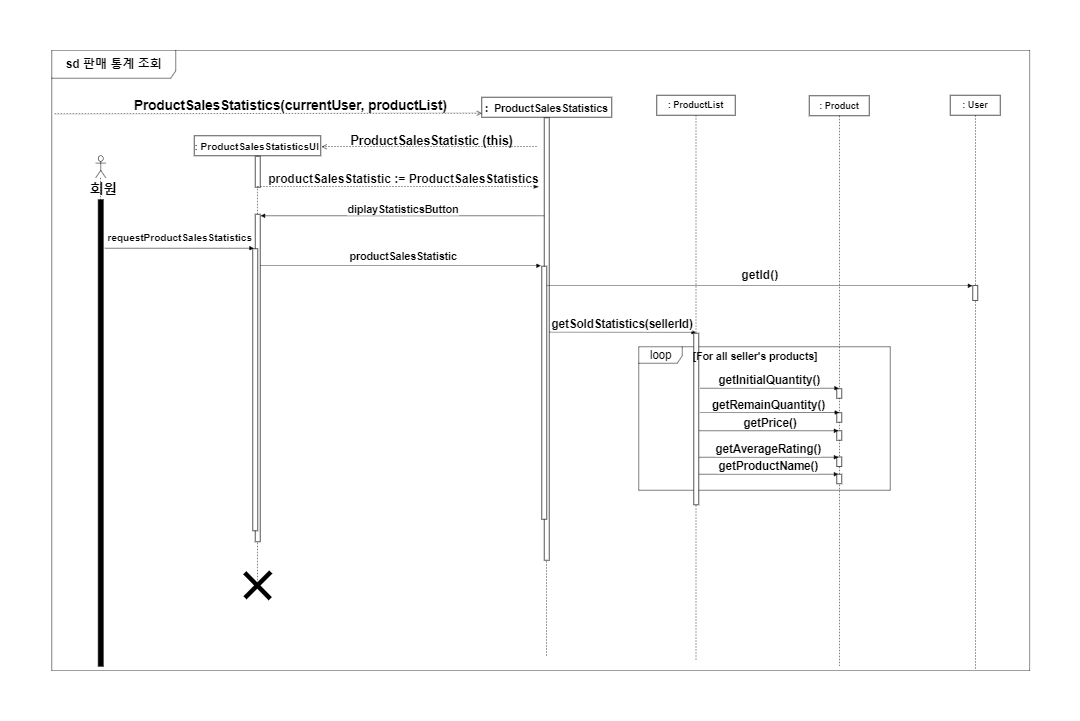 sd 판매 통계 조회
ProductSalesStatistics(currentUser, productList)
: ProductSalesStatistics
: ProductList
: Product
: User
: ProductSalesStatisticsUI
ProductSalesStatistic (this)
회원
productSalesStatistic := ProductSalesStatistics
diplayStatisticsButton
requestProductSalesStatistics
productSalesStatistic
getId()
getSoldStatistics(sellerId)
loop
[For all seller's products]
getInitialQuantity()
getRemainQuantity()
getPrice()
getAverageRating()
getProductName()